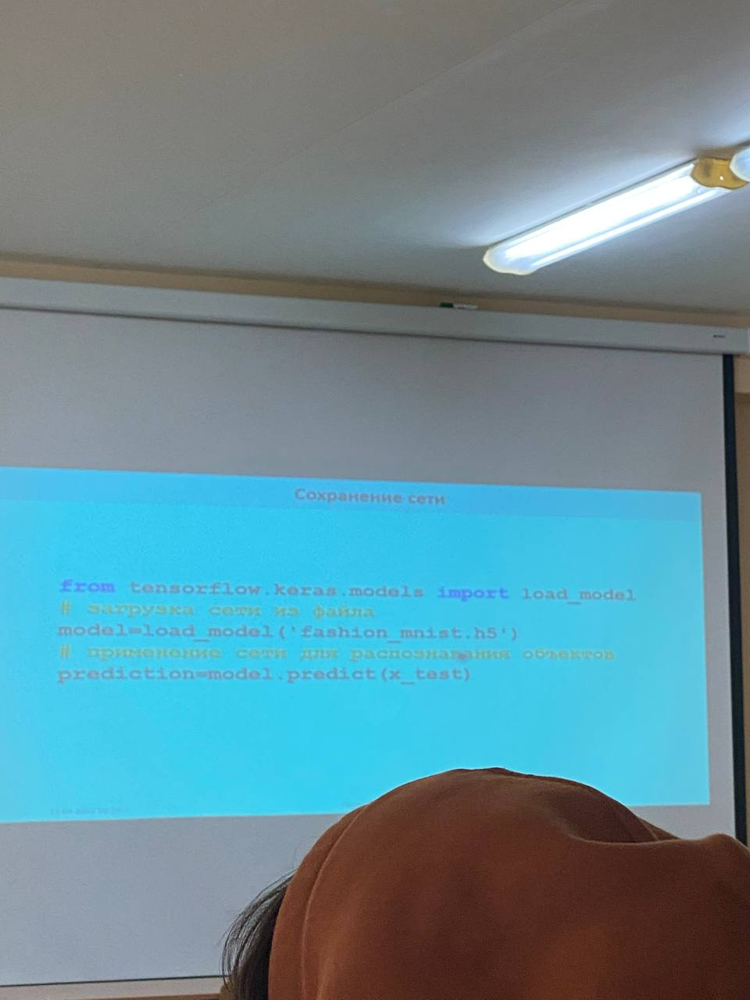 Сохранение сети
from tensorflow.keras.models import load_model
# загрузка сети из файла
model=load_model('fashion_mnist.h5')
# применение сети для распознавания объектов
prediction=model.predict(x_test)